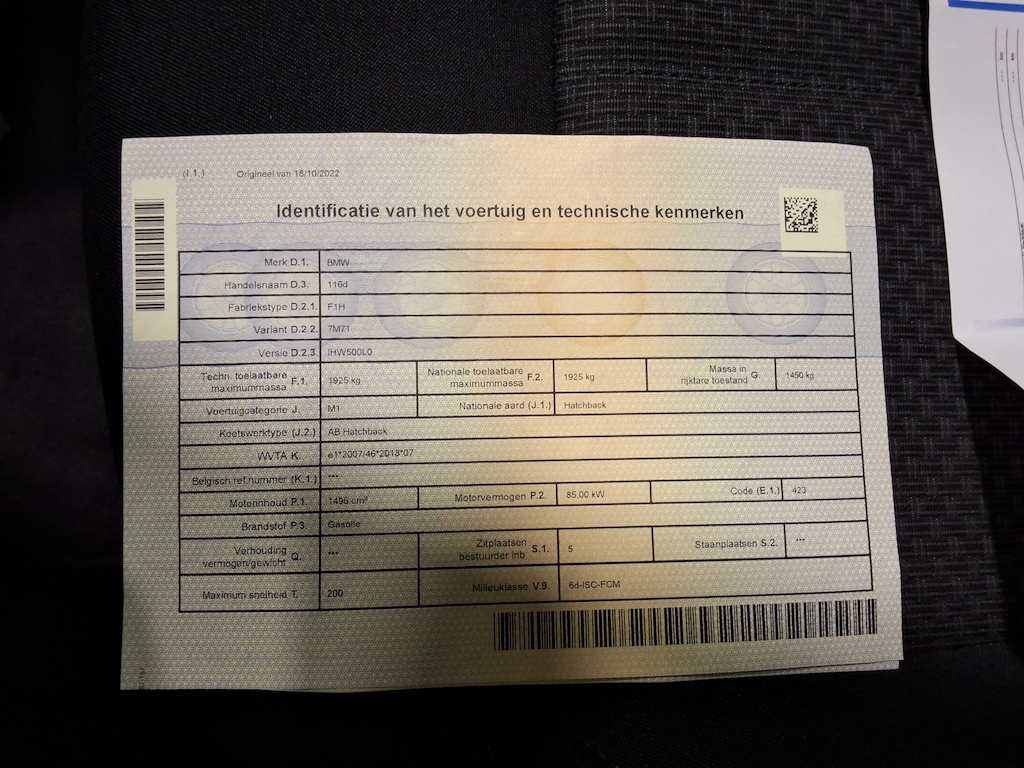 (I.1.) Origineel van 18/10/2022
Identificatie van het voertuig en technische kenmerken
Merk D.1. BMW
Handelsnaam D.3. 116d
Fabriekstype D.2.1. F1H
Variant D.2.2. 7M71
Versie D.2.3. IHW500L0
Techn. toelaatbare maximummassa F.1. 1925 kg Nationale toelaatbare maximummassa F.2. 1925 kg Massa in rijklare toestand G. 1450 kg
Voertuigcategorie J. M1 Nationale aard (J.1.) Hatchback
Koetswerktype (J.2.) AB Hatchback
WVTA K. e1*2007/46*2018*07
Belgisch ref.nummer (K.1.) ***
Motorinhoud P.1. 1496 cm³ Motorvermogen P.2. 85.00 kW Code (E.1.) 423
Brandstof P.3. Gasolie
Verhouding vermogen/gewicht Q. *** Zitplaatsen bestuurder inb. S.1. 5 Staanplaatsen S.2. ***
Maximum snelheid T. 200 Milieuklasse V.9. 6d-ISC-FCM